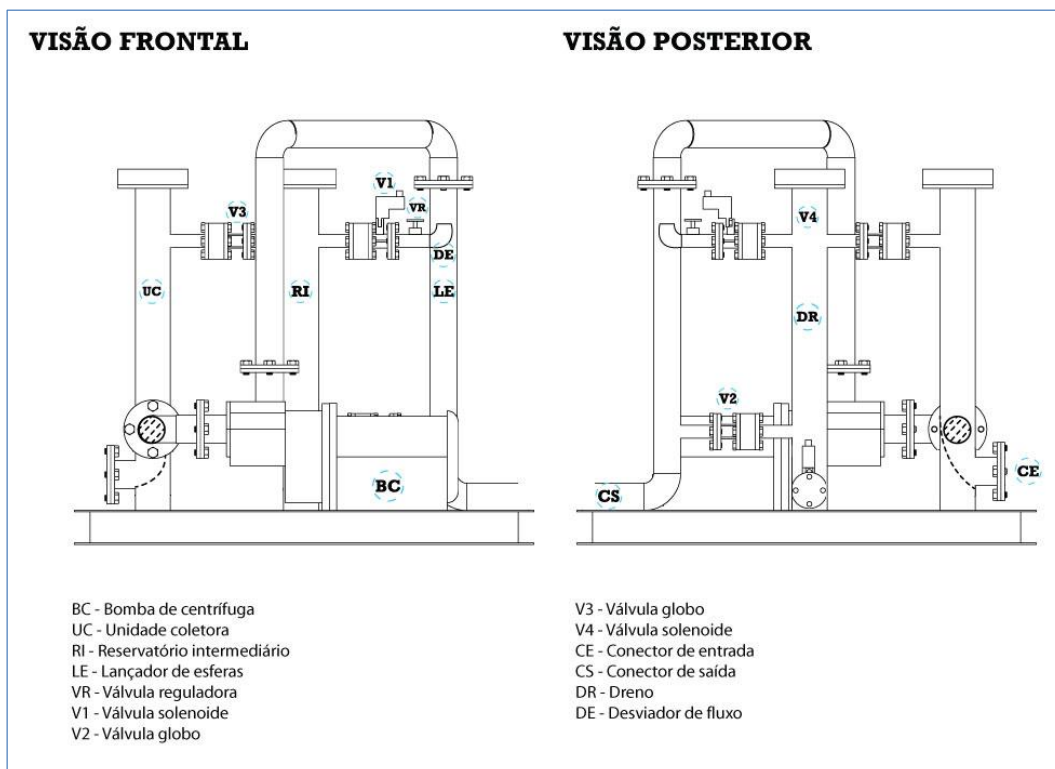 VISÃO FRONTAL
VISÃO POSTERIOR
V1
VR
V3
DE
UC
RI
LE
BC
V4
DR
V2
CS
CE
BC - Bomba de centrífuga
UC - Unidade coletora
RI - Reservatório intermediário
LE - Lançador de esferas
VR - Válvula reguladora
V1 - Válvula solenoide
V2 - Válvula globo
V3 - Válvula globo
V4 - Válvula solenoide
CE - Conector de entrada
CS - Conector de saída
DR - Dreno
DE - Desviador de fluxo